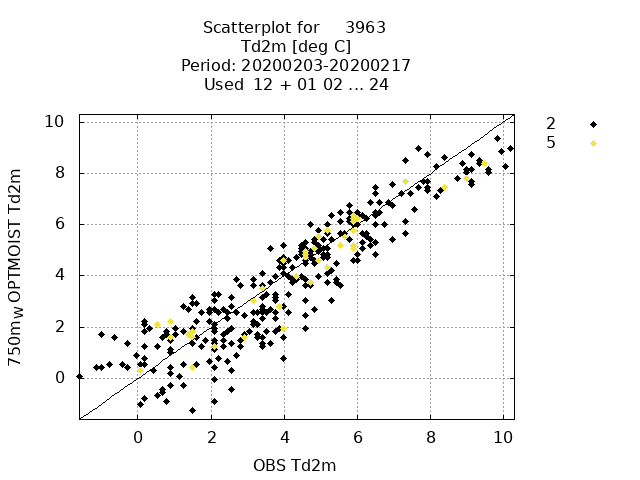 Scatterplot for 3963
Td2m [deg C]
Period: 20200203-20200217
Used 12 + 01 02 ... 24
2
5
750m_w OPTMOIST Td2m
10
8
6
4
2
0
0 2 4 6 8 10
OBS Td2m